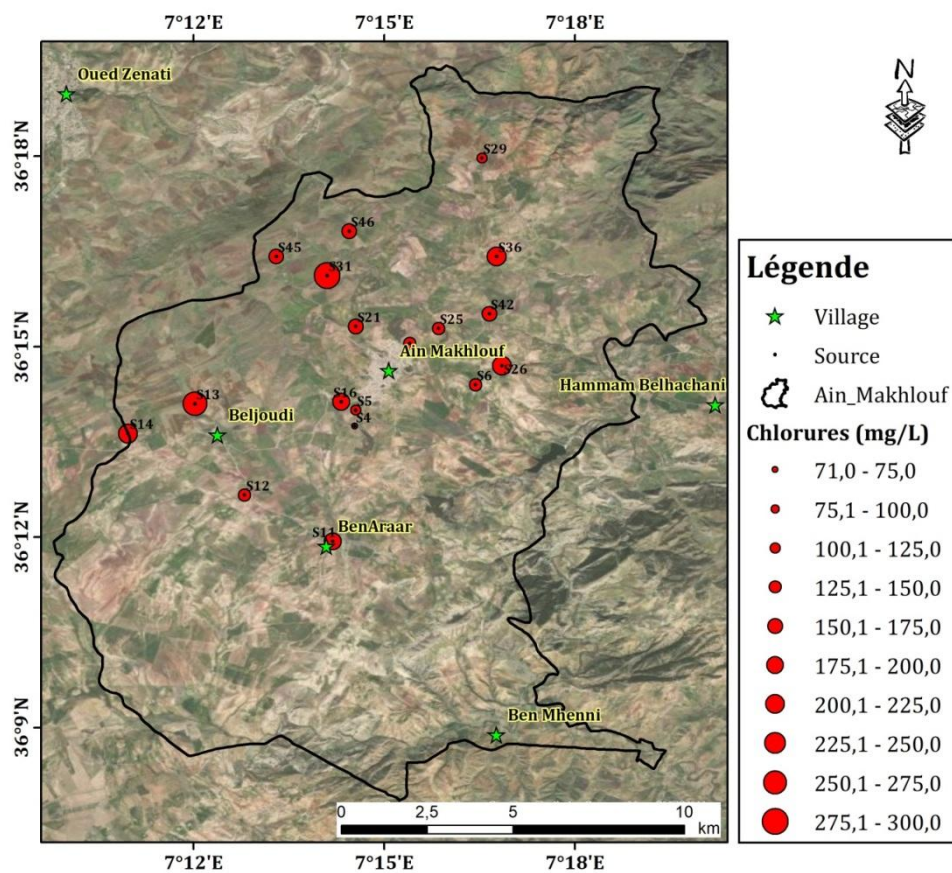 7°12'E 7°15'E 7°18'E
Oued Zenati
N
36°18'N
S29
S46
S45
S36
S31
Légende
S42
S21
S25
Village
36°15'N
Ain Makhlouf
Source
S26
S6
Hammam Belhachani
Ain_Makhlouf
S13
S16
S5
Beljoudi
S4
S14
Chlorures (mg/L)
71,0 - 75,0
S12
75,1 - 100,0
36°12'N
S11
BenAraar
100,1 - 125,0
125,1 - 150,0
150,1 - 175,0
175,1 - 200,0
200,1 - 225,0
36°9'N
Ben Mhenni
225,1 - 250,0
250,1 - 275,0
0 2,5 5 10
km
275,1 - 300,0
7°12'E 7°15'E 7°18'E